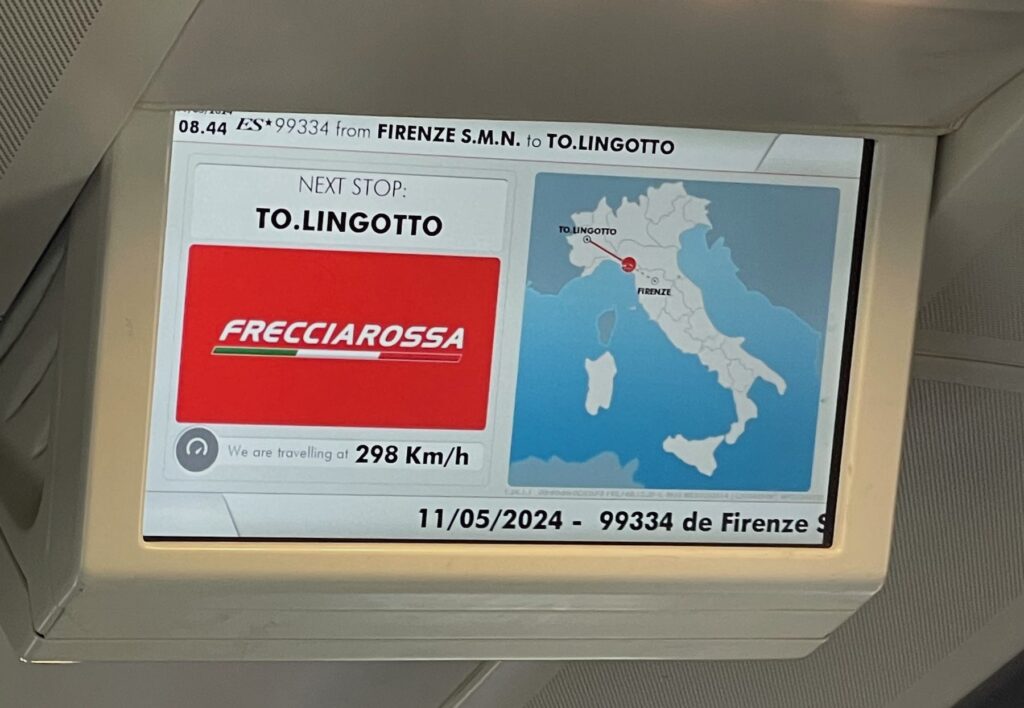 08.44 ES*99334 from FIRENZE S.M.N. to TO.LINGOTTO
NEXT STOP:
TO.LINGOTTO
FRECCIAROSSA
We are travelling at 298 Km/h
TO.LINGOTTO
FIRENZE
11/05/2024 - 99334 de Firenze S